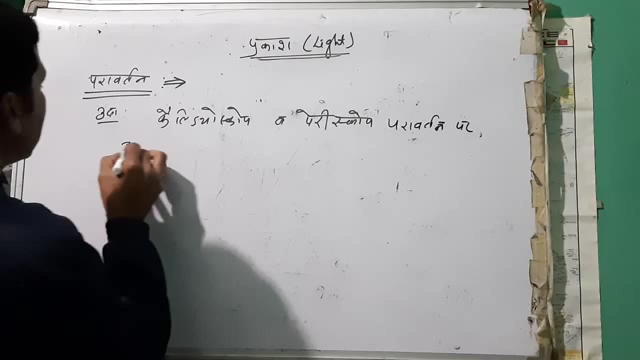 प्रकाश (Light)
परावर्तन ⇒
उदा. कैलिडियोस्कोप व पेरीस्कोप परावर्तन पर